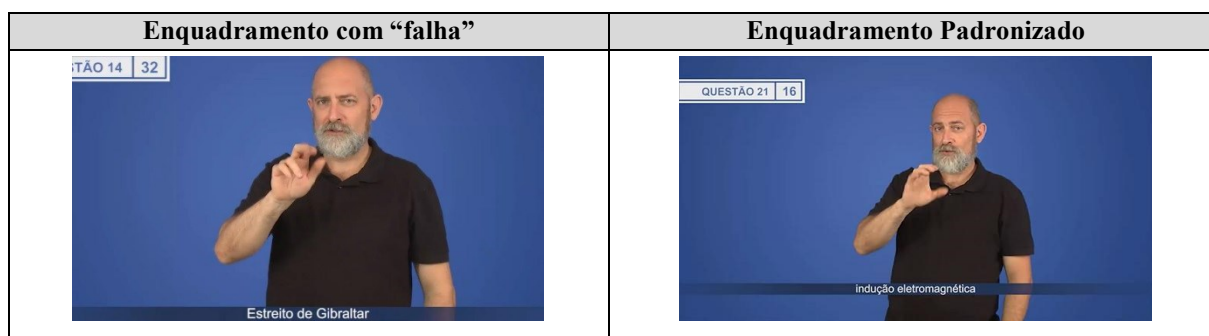 Enquadramento com “falha”
Enquadramento Padronizado
STÃO 14 32
Estreito de Gibraltar
QUESTÃO 21 16
indução eletromagnética